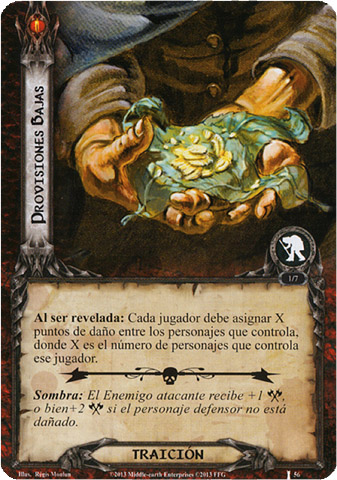 PROVISIONES BAJAS
1/7
Al ser revelada: Cada jugador debe asignar X
puntos de daño entre los personajes que controla,
donde X es el número de personajes que controla
ese jugador.
Sombra: El Enemigo atacante recibe +1
o bien+2 si el personaje defensor no está
dañado.
TRAICIÓN
Illus. Régis Moulun
©2013 Middle-earth Enterprises ©2013 FFG
56